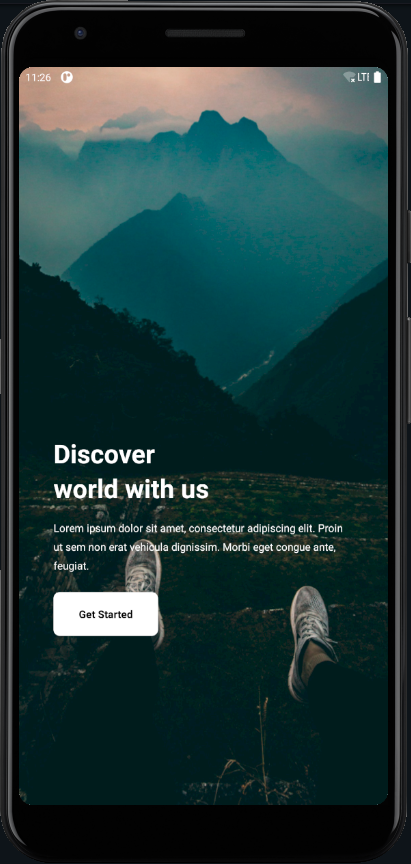 11:26
LTE
Discover
world with us
Lorem ipsum dolor sit amet, consectetur adipiscing elit. Proin
ut sem non erat vehicula dignissim. Morbi eget congue ante,
feugiat.
Get Started